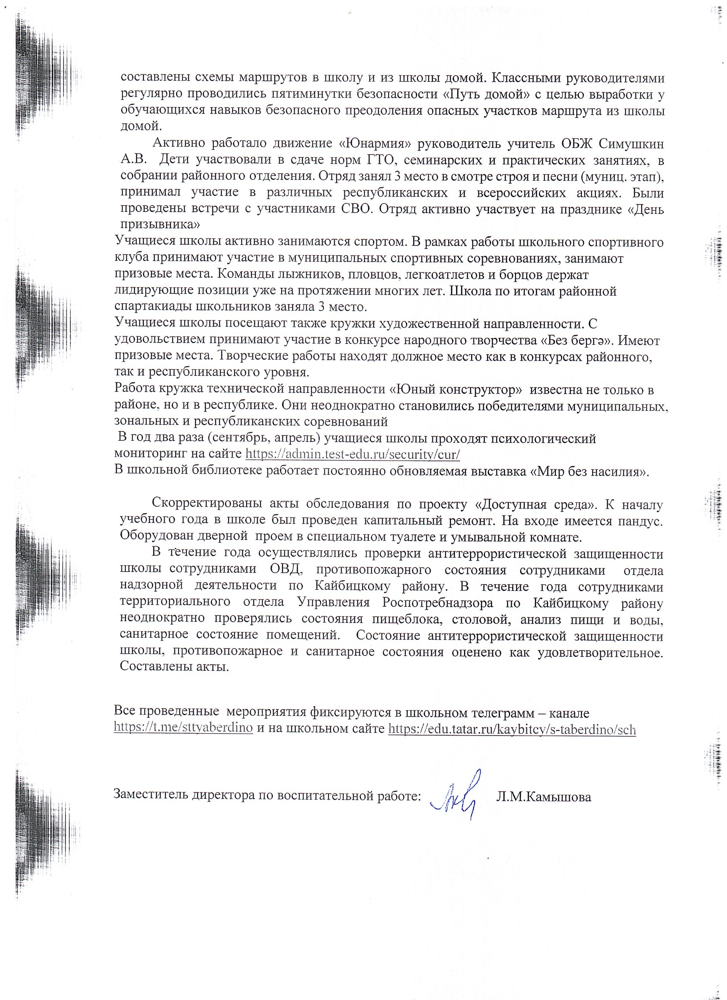 составлены схемы маршрутов в школу и из школы домой. Классными руководителями
регулярно проводились пятиминутки безопасности «Путь домой» с целью выработки у
обучающихся навыков безопасного преодоления опасных участков маршрута из школы
домой.
Активно работало движение «Юнармия» руководитель учитель ОБЖ Симушкин
А.В. Дети участвовали в сдаче норм ГТО, семинарских и практических занятиях, в
собрании районного отделения. Отряд занял 3 место в смотре строя и песни (муниц. этап),
принимал участие в различных республиканских и всероссийских акциях. Были
проведены встречи с участниками СВО. Отряд активно участвует на празднике «День
призывника»
Учащиеся школы активно занимаются спортом. В рамках работы школьного спортивного
клуба принимают участие в муниципальных спортивных соревнованиях, занимают
призовые места. Команды лыжников, пловцов, легкоатлетов и борцов держат
лидирующие позиции уже на протяжении многих лет. Школа по итогам районной
спартакиады школьников заняла 3 место.
Учащиеся школы посещают также кружки художественной направленности. С
удовольствием принимают участие в конкурсе народного творчества «Без бергә». Имеют
призовые места. Творческие работы находят должное место как в конкурсах районного,
так и республиканского уровня.
Работа кружка технической направленности «Юный конструктор» известна не только в
районе, но и в республике. Они неоднократно становились победителями муниципальных,
зональных и республиканских соревнований
В год два раза (сентябрь, апрель) учащиеся школы проходят психологический
мониторинг на сайте https://admin.test-edu.ru/security/cur/
В школьной библиотеке работает постоянно обновляемая выставка «Мир без насилия».
Скорректированы акты обследования по проекту «Доступная среда». К началу
учебного года в школе был проведен капитальный ремонт. На входе имеется пандус.
Оборудован дверной проем в специальном туалете и умывальной комнате.
В течение года осуществлялись проверки антитеррористической защищенности
школы сотрудниками ОВД, противопожарного состояния сотрудниками отдела
надзорной деятельности по Кайбицкому району. В течение года сотрудниками
территориального отдела Управления Роспотребнадзора по Кайбицкому району
неоднократно проверялись состояния пищеблока, столовой, анализ пищи и воды,
санитарное состояние помещений. Состояние антитеррористической защищенности
школы, противопожарное и санитарное состояния оценено как удовлетворительное.
Составлены акты.
Все проведенные мероприятия фиксируются в школьном телеграмм – канале
https://t.me/sttyaberdino и на школьном сайте https://edu.tatar.ru/kaybitcy/s-taberdino/sch
Заместитель директора по воспитательной работе: Л.М.Камышова